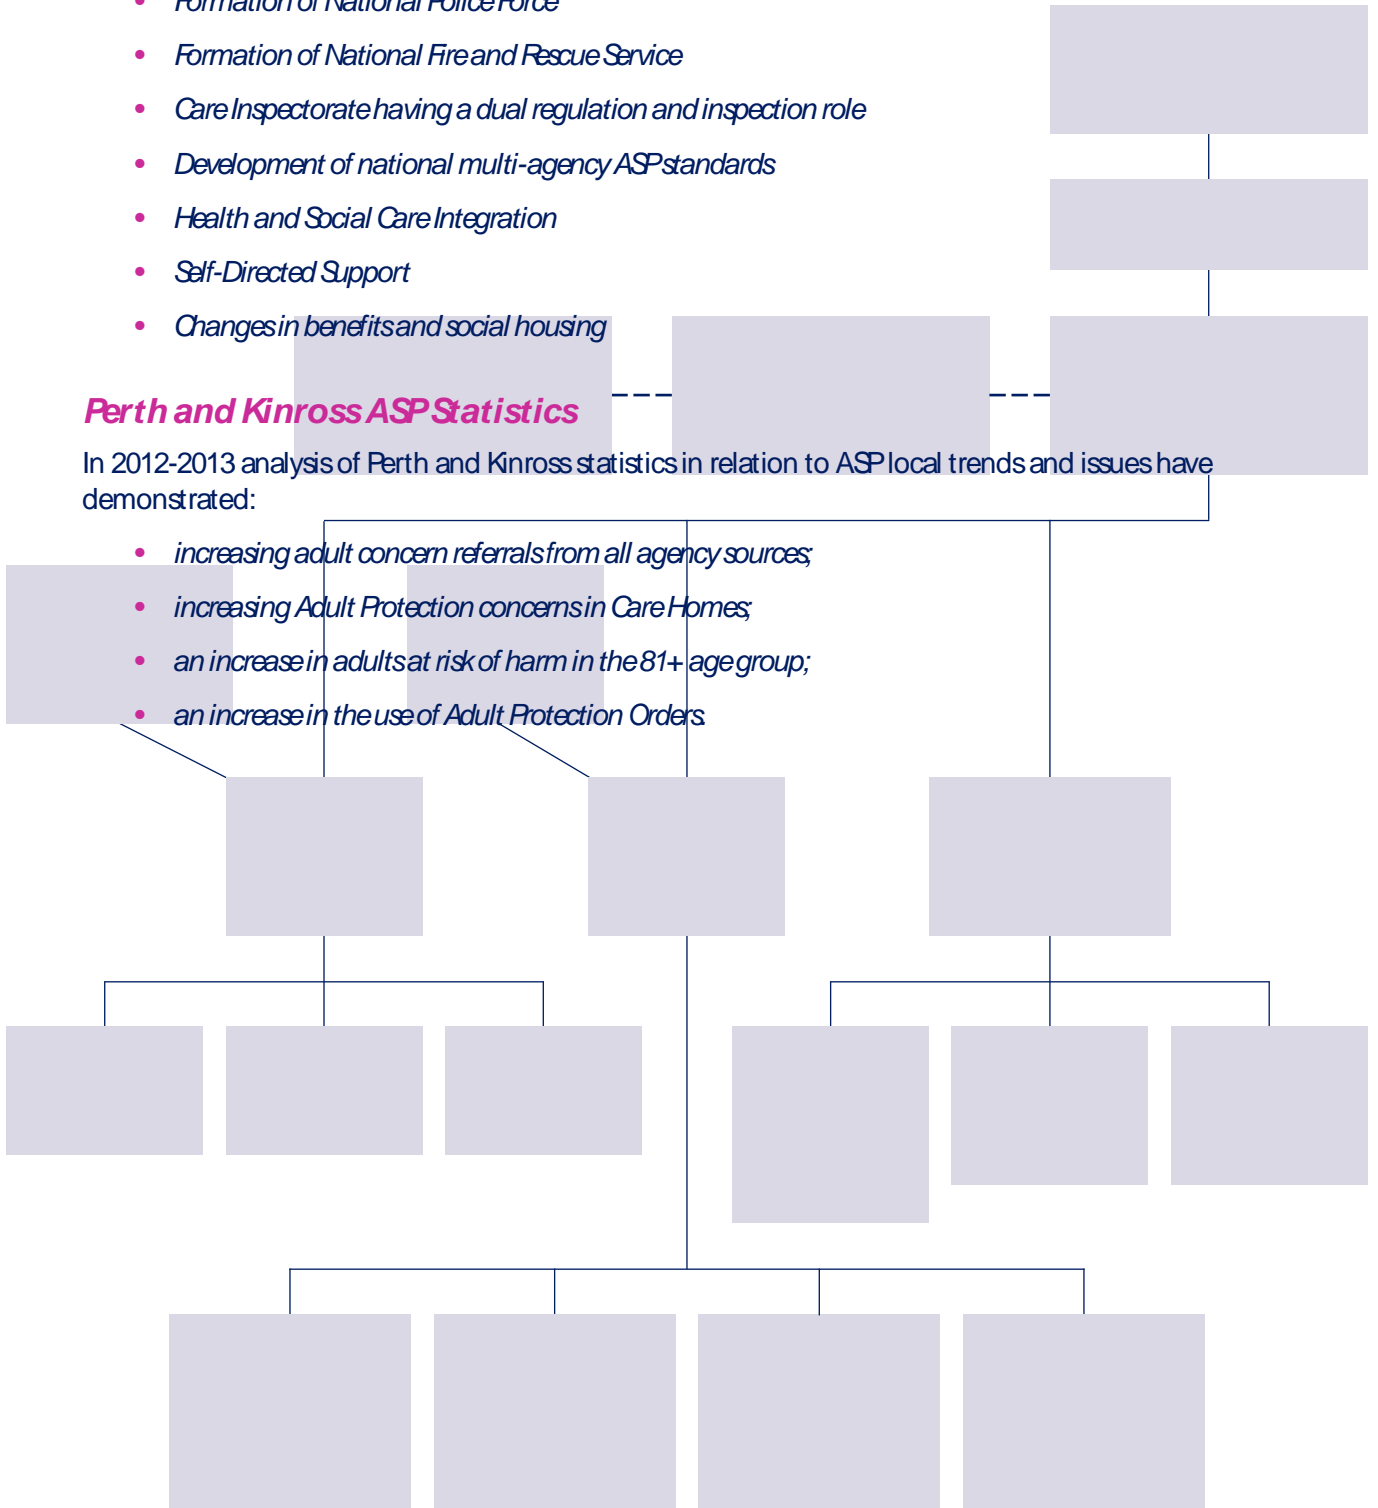 • Formation of National Police Force
• Formation of National Fire and Rescue Service
• Care Inspectorate having a dual regulation and inspection role
• Development of national multi-agency ASP standards
• Health and Social Care Integration
• Self-Directed Support
• Changes in benefits and social housing
Perth and Kinross ASP Statistics
In 2012-2013 analysis of Perth and Kinross statistics in relation to ASP local trends and issues have
demonstrated:
• increasing adult concern referrals from all agency sources;
• increasing Adult Protection concerns in Care Homes;
• an increase in adults at risk of harm in the 81+ age group;
• an increase in the use of Adult Protection Orders.